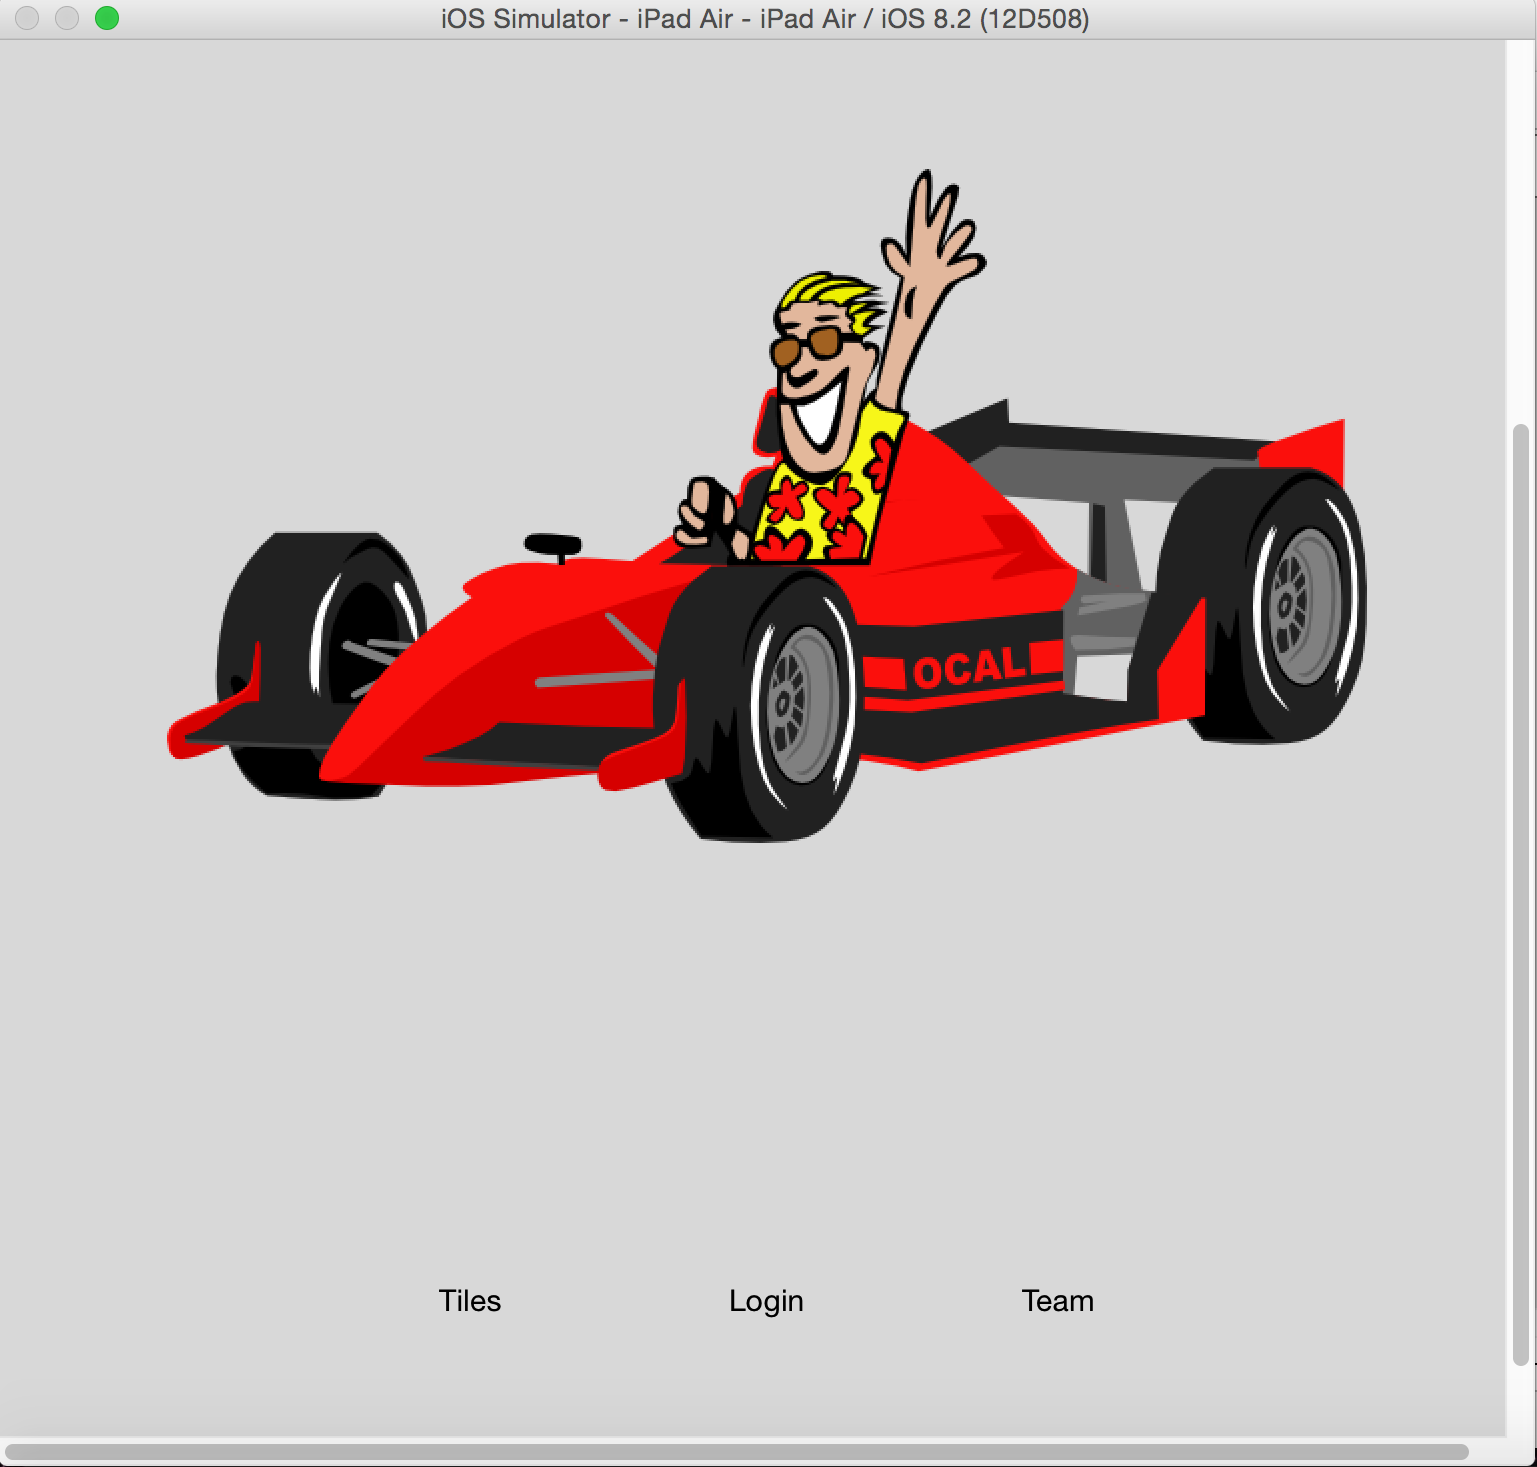 iOS Simulator - iPad Air - iPad Air / iOS 8.2 (12D508)
OCAL
Tiles
Login
Team